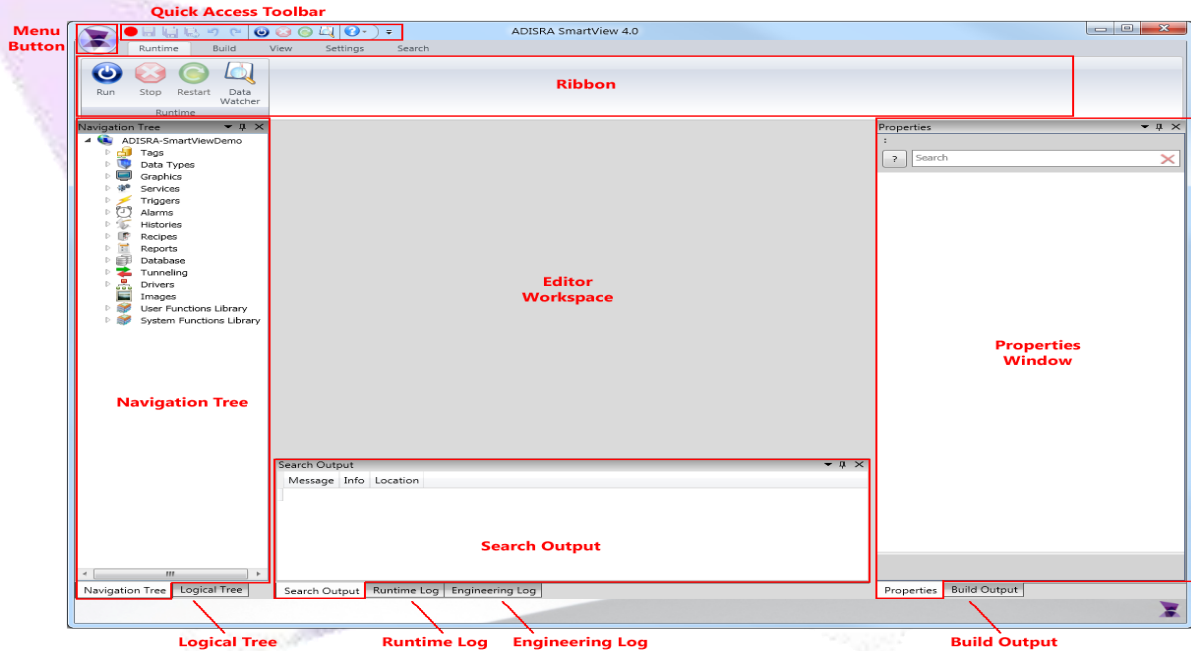 Quick Access Toolbar
Menu
Button
ADISRA SmartView 4.0
Runtime Build View Settings Search
Run Stop Restart Data
Watcher
Runtime
Ribbon
Navigation Tree
ADISRA-SmartViewDemo
Tags
Data Types
Graphics
Services
Triggers
Alarms
Histories
Recipes
Reports
Database
Tunneling
Drivers
Images
User Functions Library
System Functions Library
Navigation Tree
Navigation Tree Logical Tree
Logical Tree
Editor
Workspace
Search Output
Message Info Location
Search Output
Search Output Runtime Log Engineering Log
Runtime Log Engineering Log
Properties
:
? Search
Properties
Window
Properties Build Output
Build Output